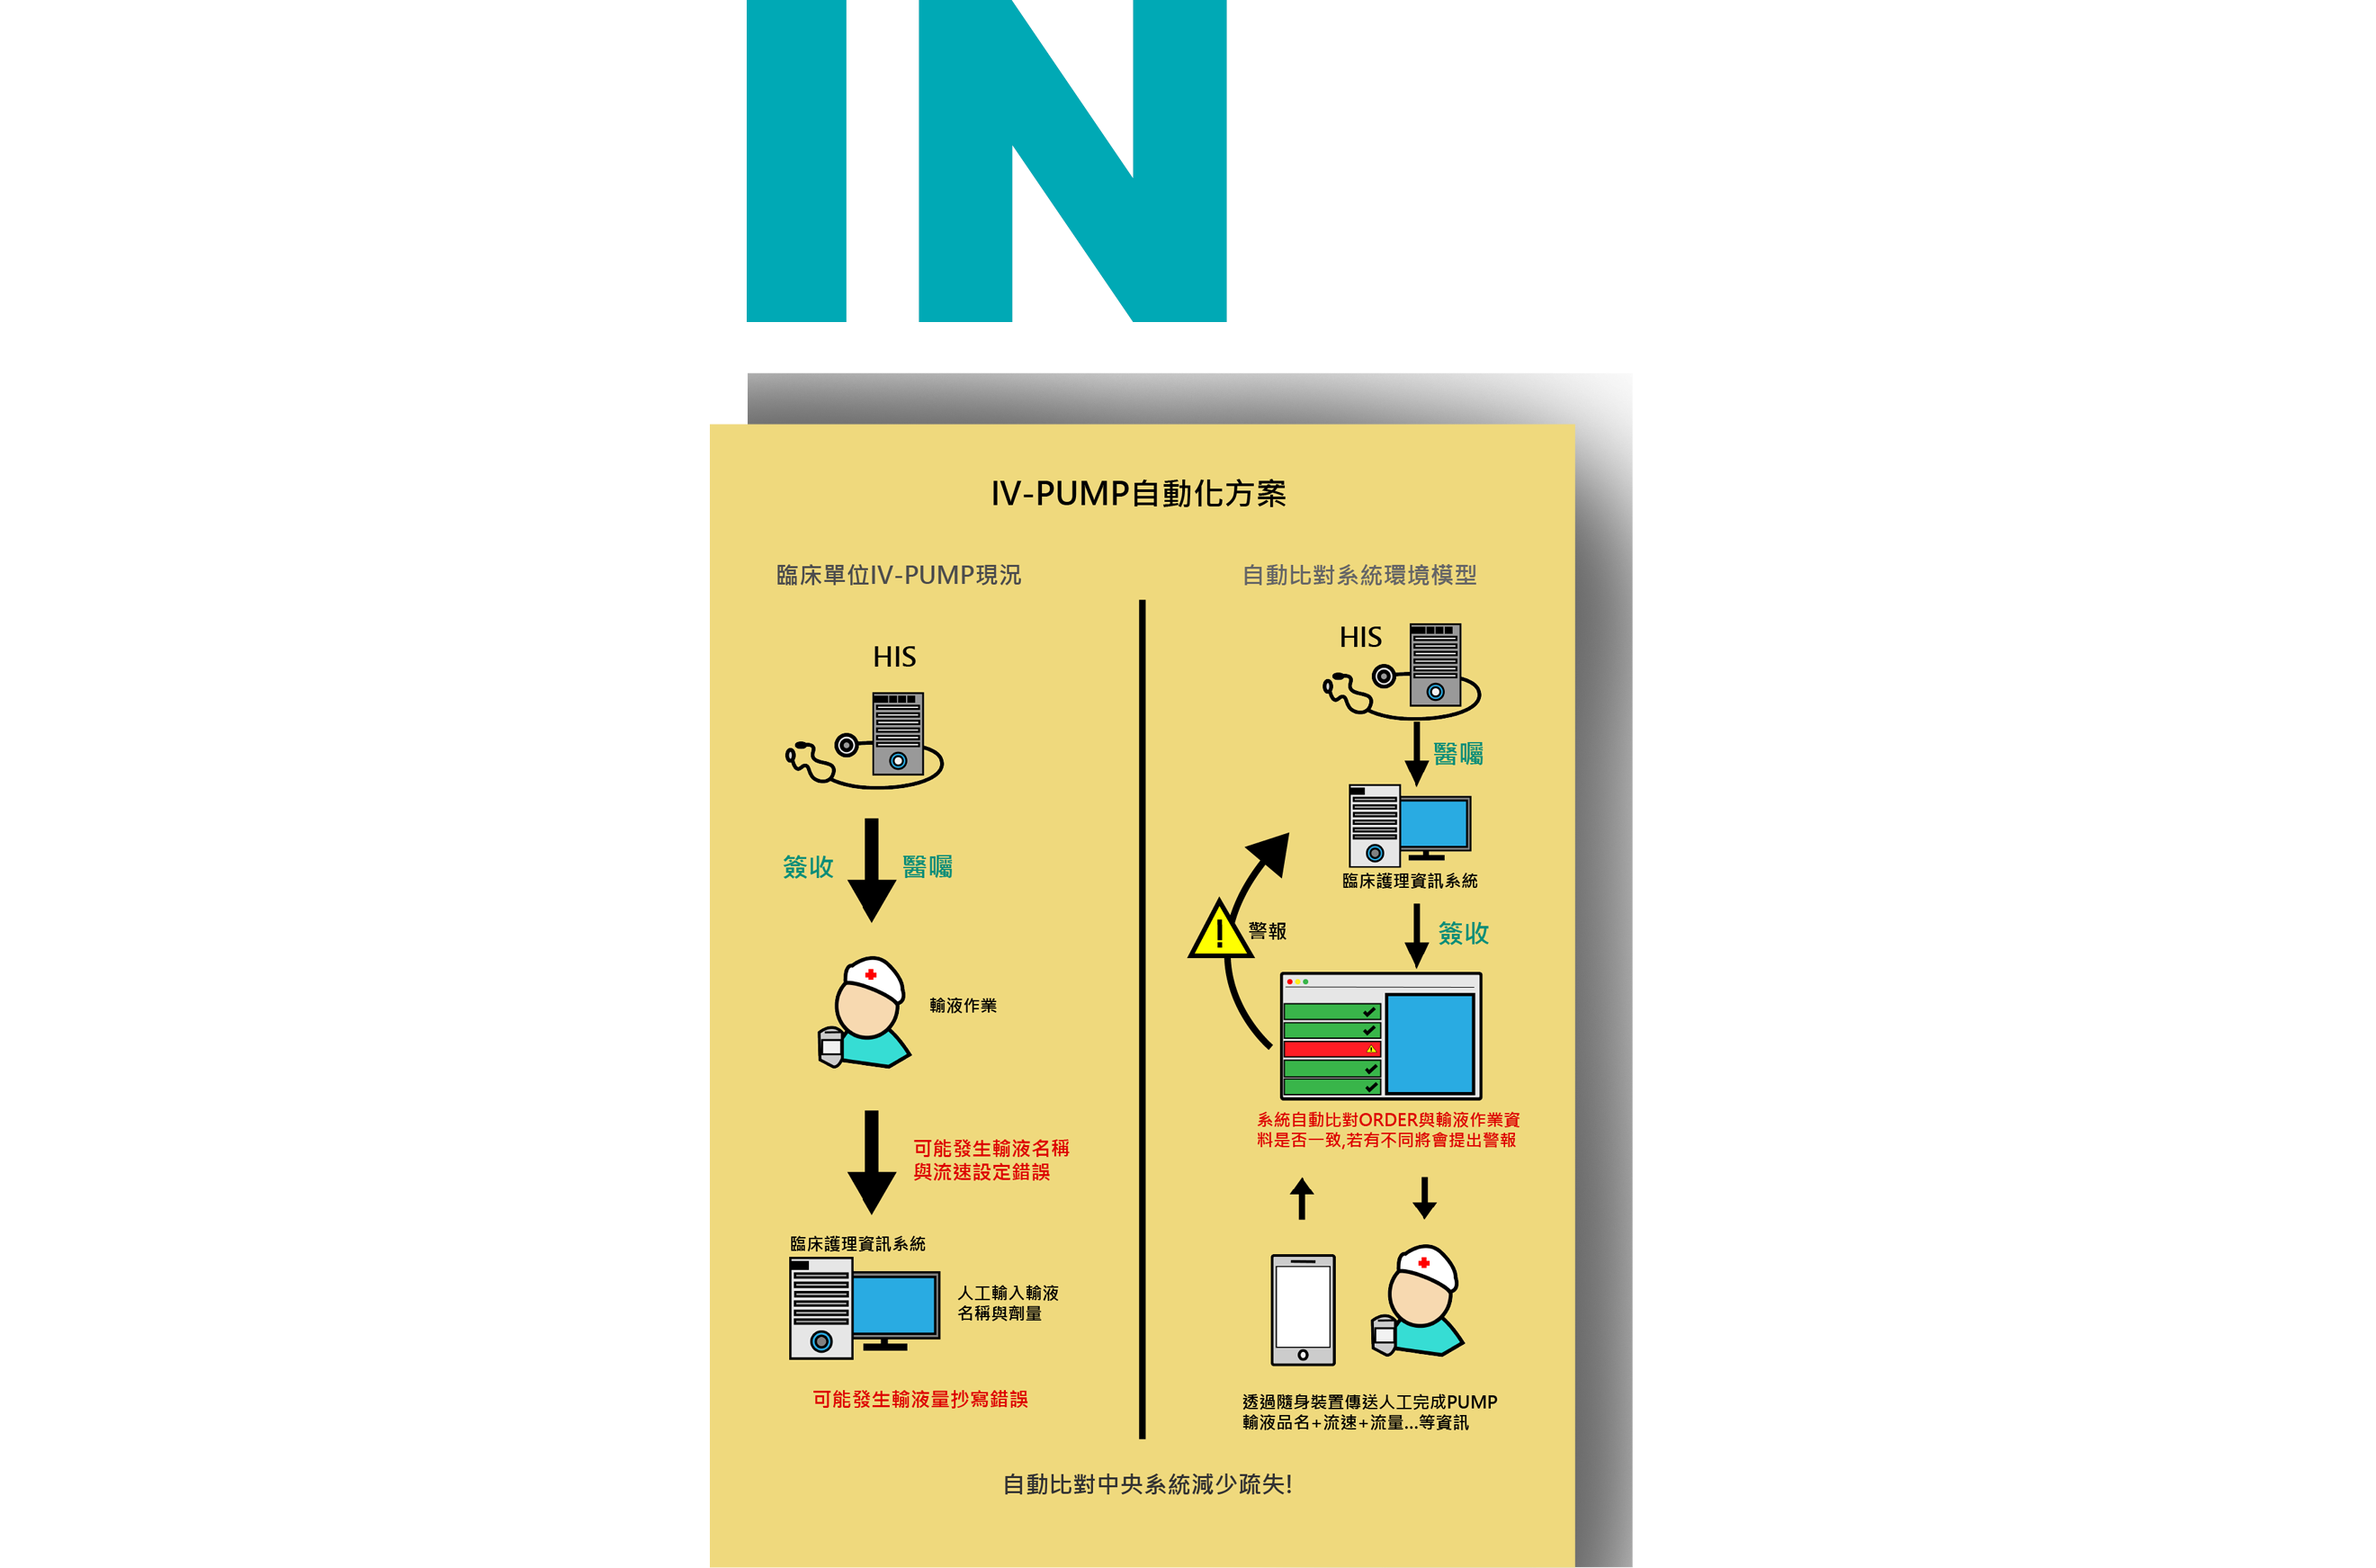 IN
IV-PUMP自動化方案
臨床單位IV-PUMP現況
HIS
簽收
醫囑
輸液作業
可能發生輸液名稱
與流速設定錯誤
臨床護理資訊系統
人工輸入輸液
名稱與劑量
可能發生輸液量抄寫錯誤
自動比對系統環境模型
HIS
醫囑
臨床護理資訊系統
警報
簽收
系統自動比對ORDER與輸液作業資
料是否一致,若有不同將會提出警報
透過隨身裝置傳送人工完成PUMP
輸液品名+流速+流量...等資訊
自動比對中央系統減少疏失!